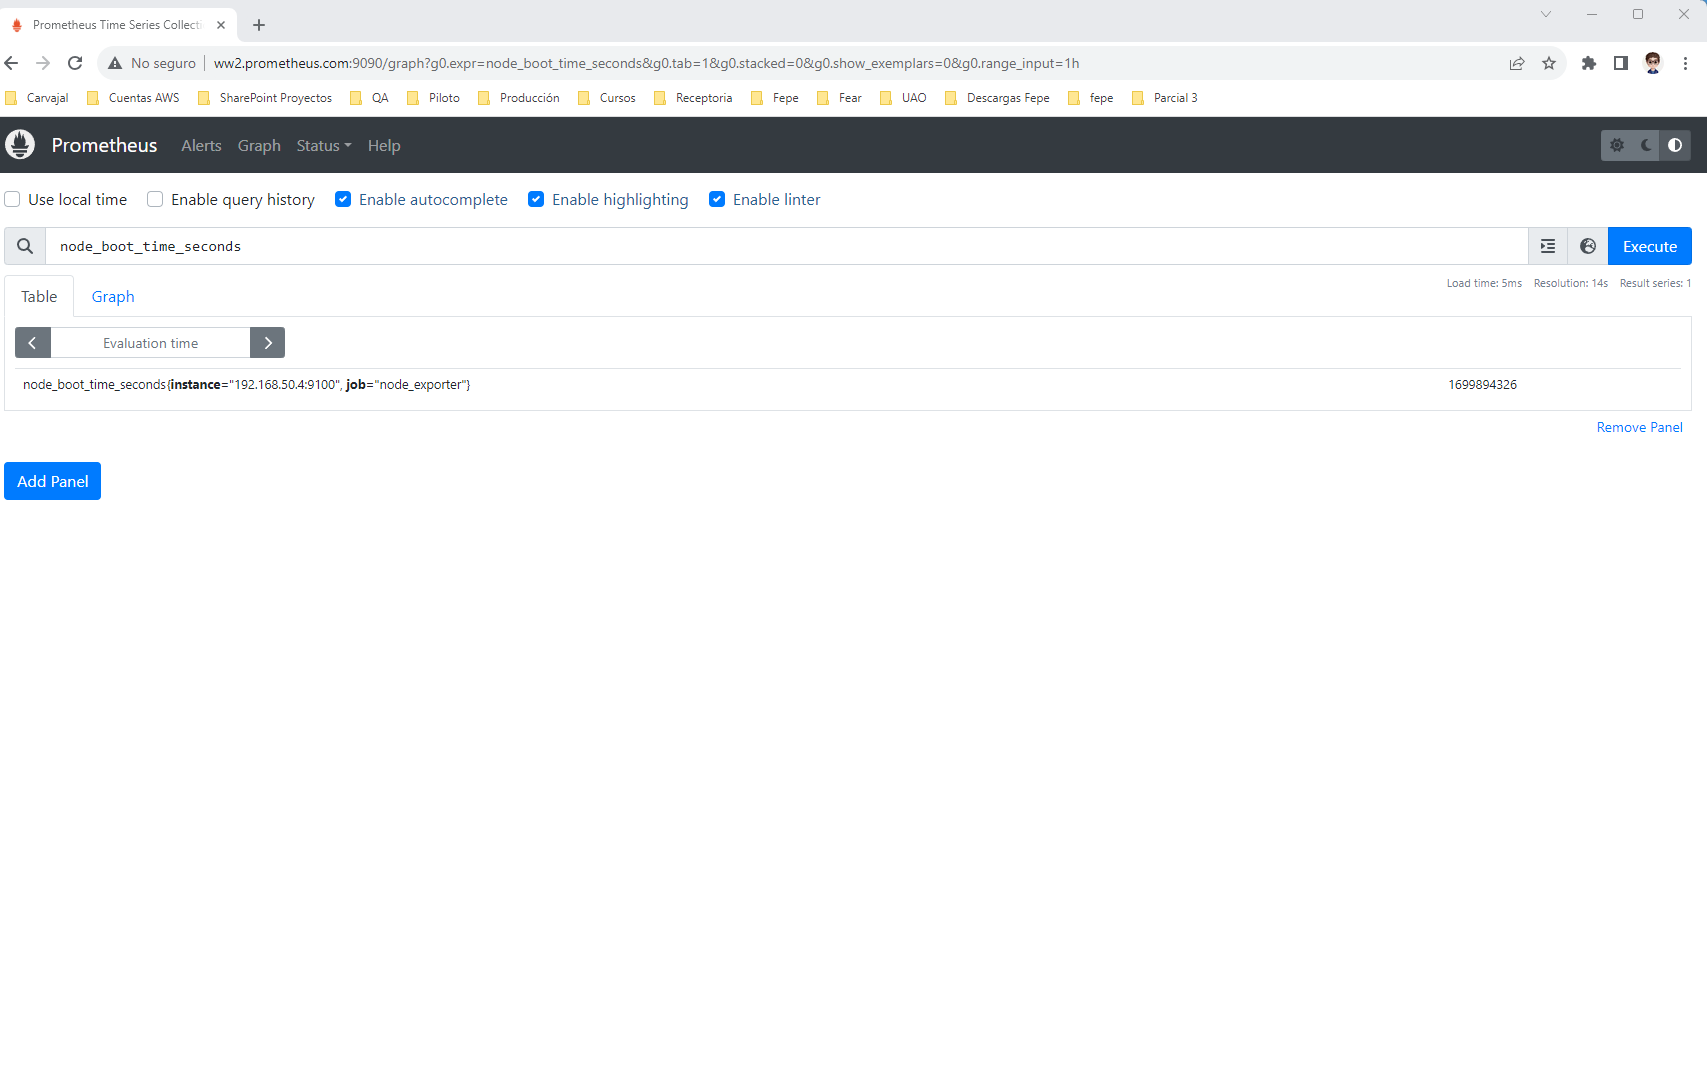 Prometheus Time Series Collecti
No seguro
ww2.prometheus.com:9090/graph?g0.expr=node_boot_time_seconds&g0.tab=1&g0.stacked=0&g0.show_exemplars=0&g0.range_input=1h
Carvajal Cuentas AWS SharePoint Proyectos QA Piloto Producción Cursos Receptoria Fepe Fear UAO Descargas Fepe fepe Parcial 3
Prometheus Alerts Graph Status Help
Use local time Enable query history Enable autocomplete Enable highlighting Enable linter
node_boot_time_seconds Execute
Load time: 5ms Resolution: 14s Result series: 1
Table Graph
Evaluation time
node_boot_time_seconds{instance="192.168.50.4:9100", job="node_exporter"} 1699894326
Remove Panel
Add Panel